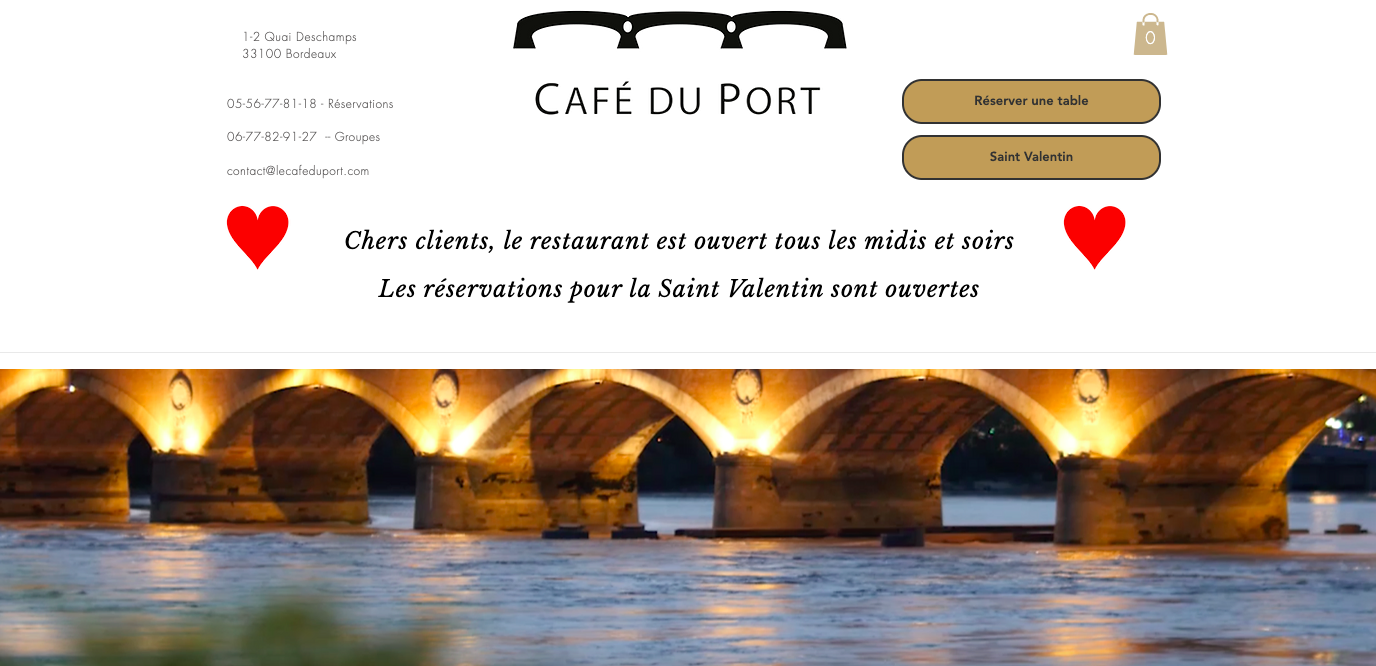 1-2 Quai Deschamps
33100 Bordeaux
05-56-77-81-18 - Réservations
06-77-82-91-27 – Groupes
contact@lecafeduport.com
CAFÉ DU PORT
0
Réserver une table
Saint Valentin
Chers clients, le restaurant est ouvert tous les midis et soirs
Les réservations pour la Saint Valentin sont ouvertes